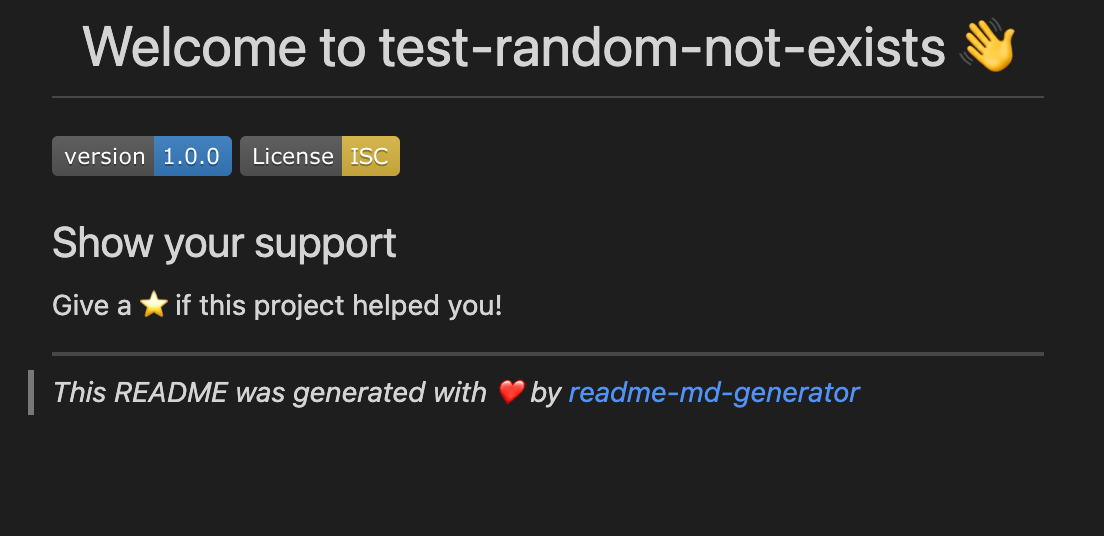 Welcome to test-random-not-exists 👋
version 1.0.0 License ISC
Show your support
Give a ⭐ if this project helped you!
This README was generated with ❤️ by readme-md-generator